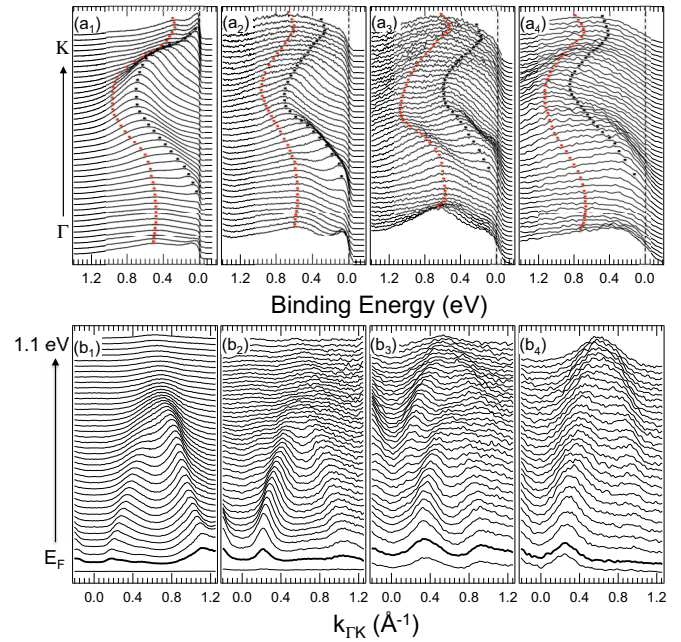 (a1) (a2) (a3) (a4)
K
Γ
1.2 0.8 0.4 0.0 1.2 0.8 0.4 0.0 1.2 0.8 0.4 0.0 1.2 0.8 0.4 0.0
Binding Energy (eV)
(b1) (b2) (b3) (b4)
1.1 eV
EF
0.0 0.4 0.8 1.2 0.0 0.4 0.8 1.2 0.0 0.4 0.8 1.2 0.0 0.4 0.8 1.2
kΓK (Å-1)